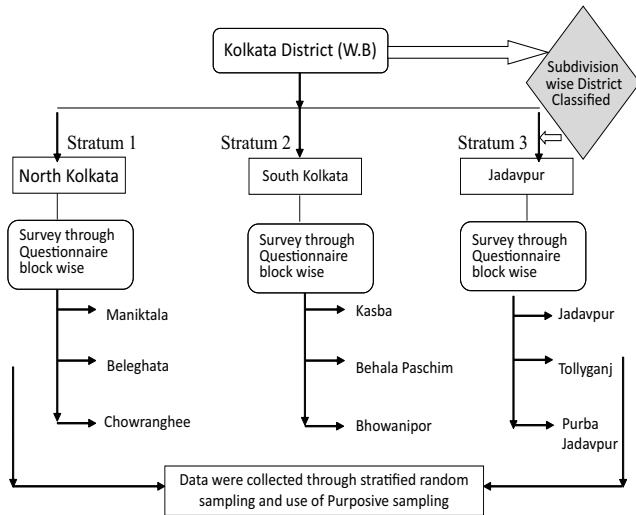 Kolkata District (W.B)
Subdivision
wise District
Classified
Stratum 1
Stratum 2
Stratum 3
North Kolkata
South Kolkata
Jadavpur
Survey through
Questionnaire
block wise
Survey through
Questionnaire
block wise
Survey through
Questionnaire
block wise
Maniktala
Beleghata
Chowranghee
Kasba
Behala Paschim
Bhowanipor
Jadavpur
Tollyganj
Purba
Jadavpur
Data were collected through stratified random
sampling and use of Purposive sampling